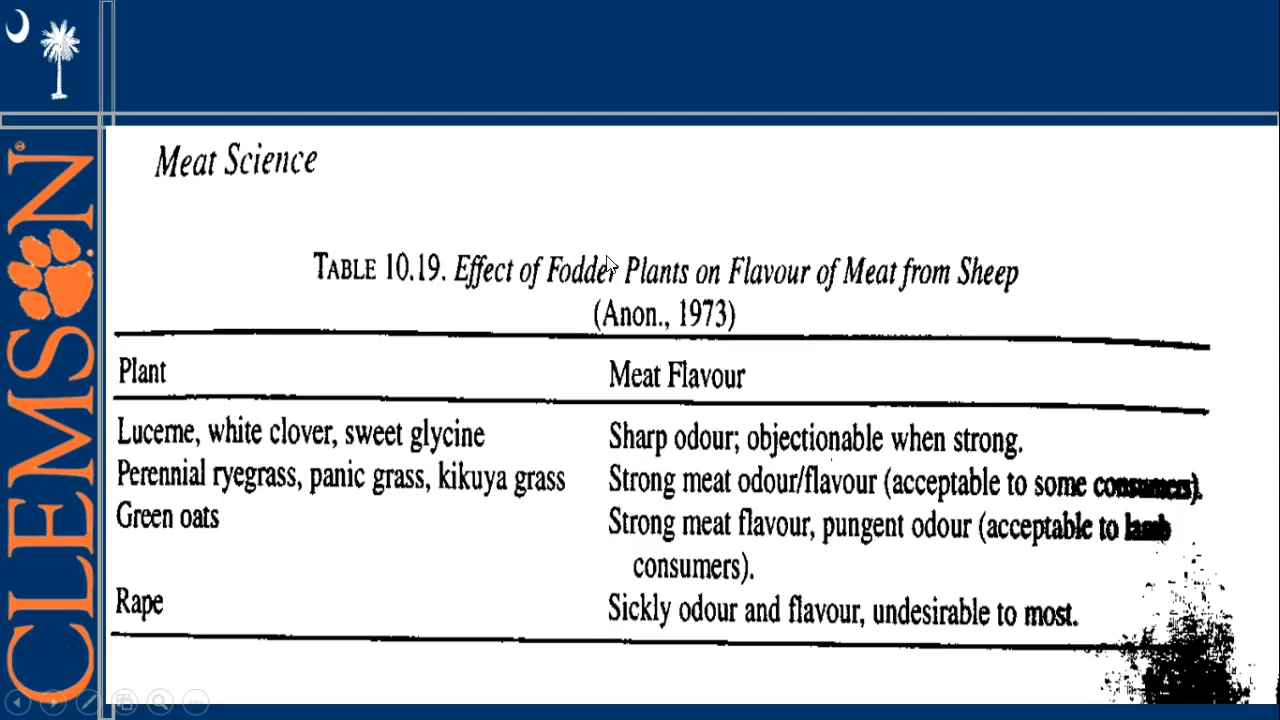 CLEMSON
Meat Science
TABLE 10.19. Effect of Fodder Plants on Flavour of Meat from Sheep
(Anon., 1973)
Plant Meat Flavour
Lucerne, white clover, sweet glycine Sharp odour; objectionable when strong.
Perennial ryegrass, panic grass, kikuya grass Strong meat odour/flavour (acceptable to some consumers).
Green oats Strong meat flavour, pungent odour (acceptable to lamb
consumers).
Rape Sickly odour and flavour, undesirable to most.